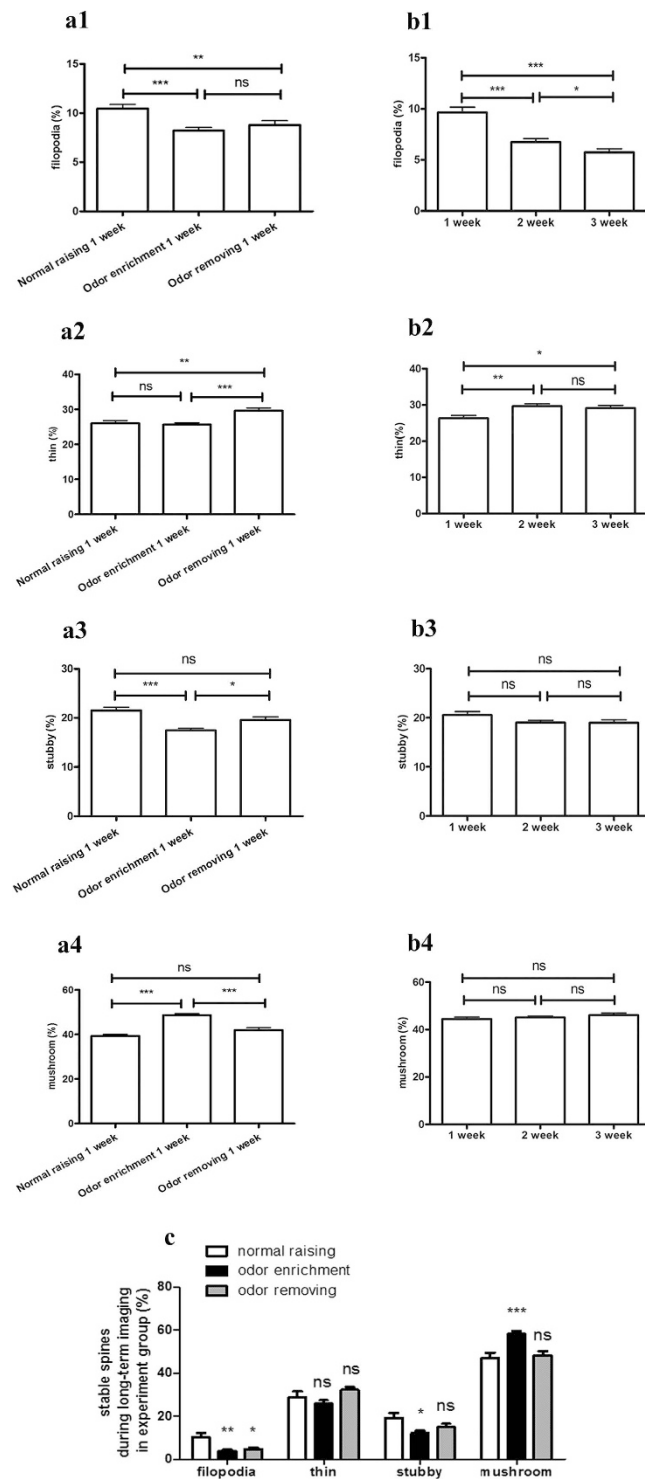 a1
**
***
ns
15
10
5
0
filopodia (%)
Normal raising 1 week
Odor enrichment 1 week
Odor removing 1 week
b1
***
***
*
15
10
5
0
filopodia (%)
1 week
2 week
3 week
a2
**
ns
***
40
30
20
10
0
thin (%)
Normal raising 1 week
Odor enrichment 1 week
Odor removing 1 week
b2
*
**
ns
40
30
20
10
0
thin(%)
1 week
2 week
3 week
a3
ns
***
*
30
20
10
0
stubby (%)
Normal raising 1 week
Odor enrichment 1 week
Odor removing 1 week
b3
ns
ns
ns
30
20
10
0
stubby (%)
1 week
2 week
3 week
a4
ns
***
***
60
40
20
0
mushroom (%)
Normal raising 1 week
Odor enrichment 1 week
Odor removing 1 week
b4
ns
ns
ns
60
40
20
0
mushroom (%)
1 week
2 week
3 week
c
normal raising
odor enrichment
odor removing
stable spines
during long-term imaging
in experiment group (%)
80
60
40
20
0
** *
ns ns
* ns
*** ns
filopodia
thin
stubby
mushroom